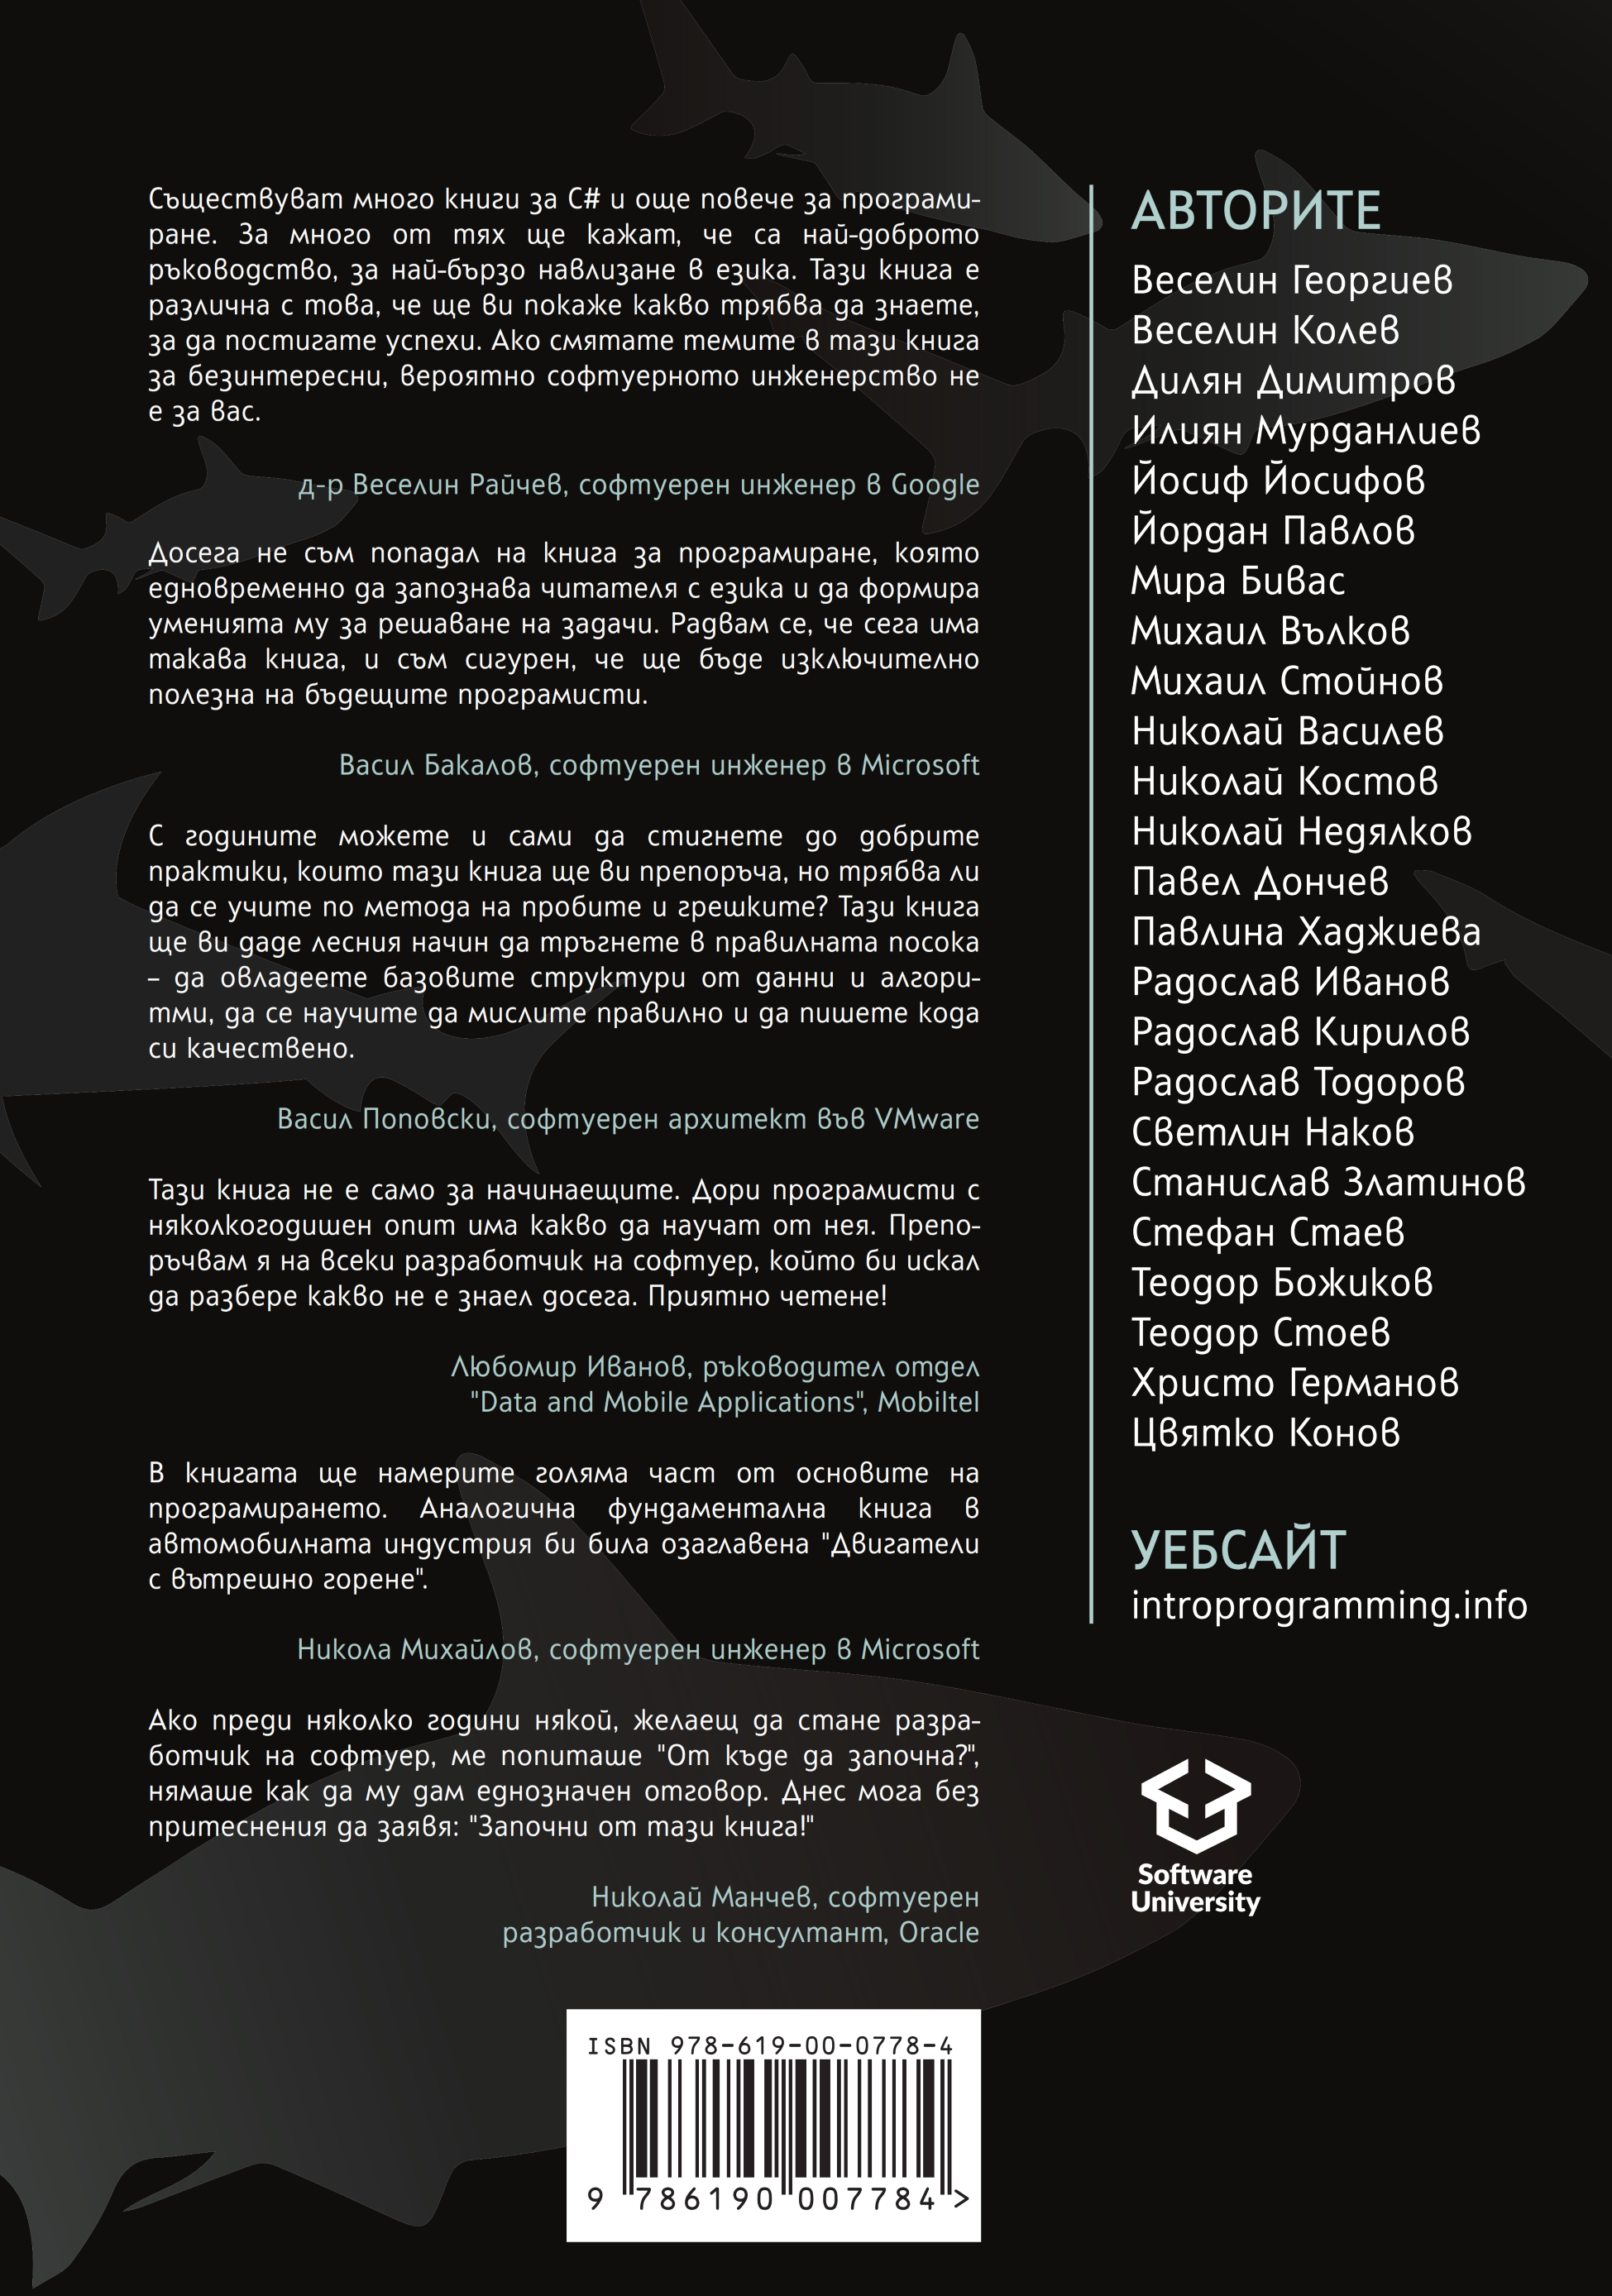 Съществуват много книги за C# и още повече за програми-
ране. За много от тях ще кажат, че са най-доброто
ръководство, за най-бързо навлизане в езика. Тази книга е
различна с това, че ще ви покаже какво трябва да знаете,
за да постигате успехи. Ако смятате темите в тази книга
за безинтересни, вероятно софтуерното инженерство не
е за вас.
д-р Веселин Райчев, софтуерен инженер в Google
Досега не съм попадал на книга за програмиране, която
едновременно да запознава читателя с езика и да формира
уменията му за решаване на задачи. Радвам се, че сега има
такава книга, и съм сигурен, че ще бъде изключително
полезна на бъдещите програмисти.
Васил Бакалов, софтуерен инженер в Microsoft
С годините можете и сами да стигнете до добрите
практики, които тази книга ще ви препоръча, но трябва ли
да се учите по метода на пробите и грешките? Тази книга
ще ви даде лесния начин да тръгнете в правилната посока
– да овладеете базовите структури от данни и алгори-
тми, да се научите да мислите правилно и да пишете кода
си качествено.
Васил Поповски, софтуерен архитект във VMware
Тази книга не е само за начинаещите. Дори програмисти с
няколкогодишен опит има какво да научат от нея. Препо-
ръчвам я на всеки разработчик на софтуер, който би искал
да разбере какво не е знаел досега. Приятно четене!
Любомир Иванов, ръководител отдел
"Data and Mobile Applications", Mobiltel
В книгата ще намерите голяма част от основите на
програмирането. Аналогична фундаментална книга в
автомобилната индустрия би била озаглавена "Двигатели
с вътрешно горене".
Никола Михайлов, софтуерен инженер в Microsoft
Ако преди няколко години някой, желаещ да стане разра-
ботчик на софтуер, ме попиташе "От къде да започна?",
нямаше как да му дам еднозначен отговор. Днес мога без
притеснения да заявя: "Започни от тази книга!"
Николай Манчев, софтуерен
разработчик и консултант, Oracle
ISBN 978-619-00-0778-4
9 786190 007784 >
АВТОРИТЕ
Веселин Георгиев
Веселин Колев
Дилян Димитров
Илиян Мурданлиев
Йосиф Йосифов
Йордан Павлов
Мира Бивас
Михаил Вълков
Михаил Стойнов
Николай Василев
Николай Костов
Николай Недялков
Павел Дончев
Павлина Хаджиева
Радослав Иванов
Радослав Кирилов
Радослав Тодоров
Светлин Наков
Станислав Златинов
Стефан Стаев
Теодор Божиков
Теодор Стоев
Христо Германов
Цвятко Конов
УЕБСАЙТ
introprogramming.info
Software
University